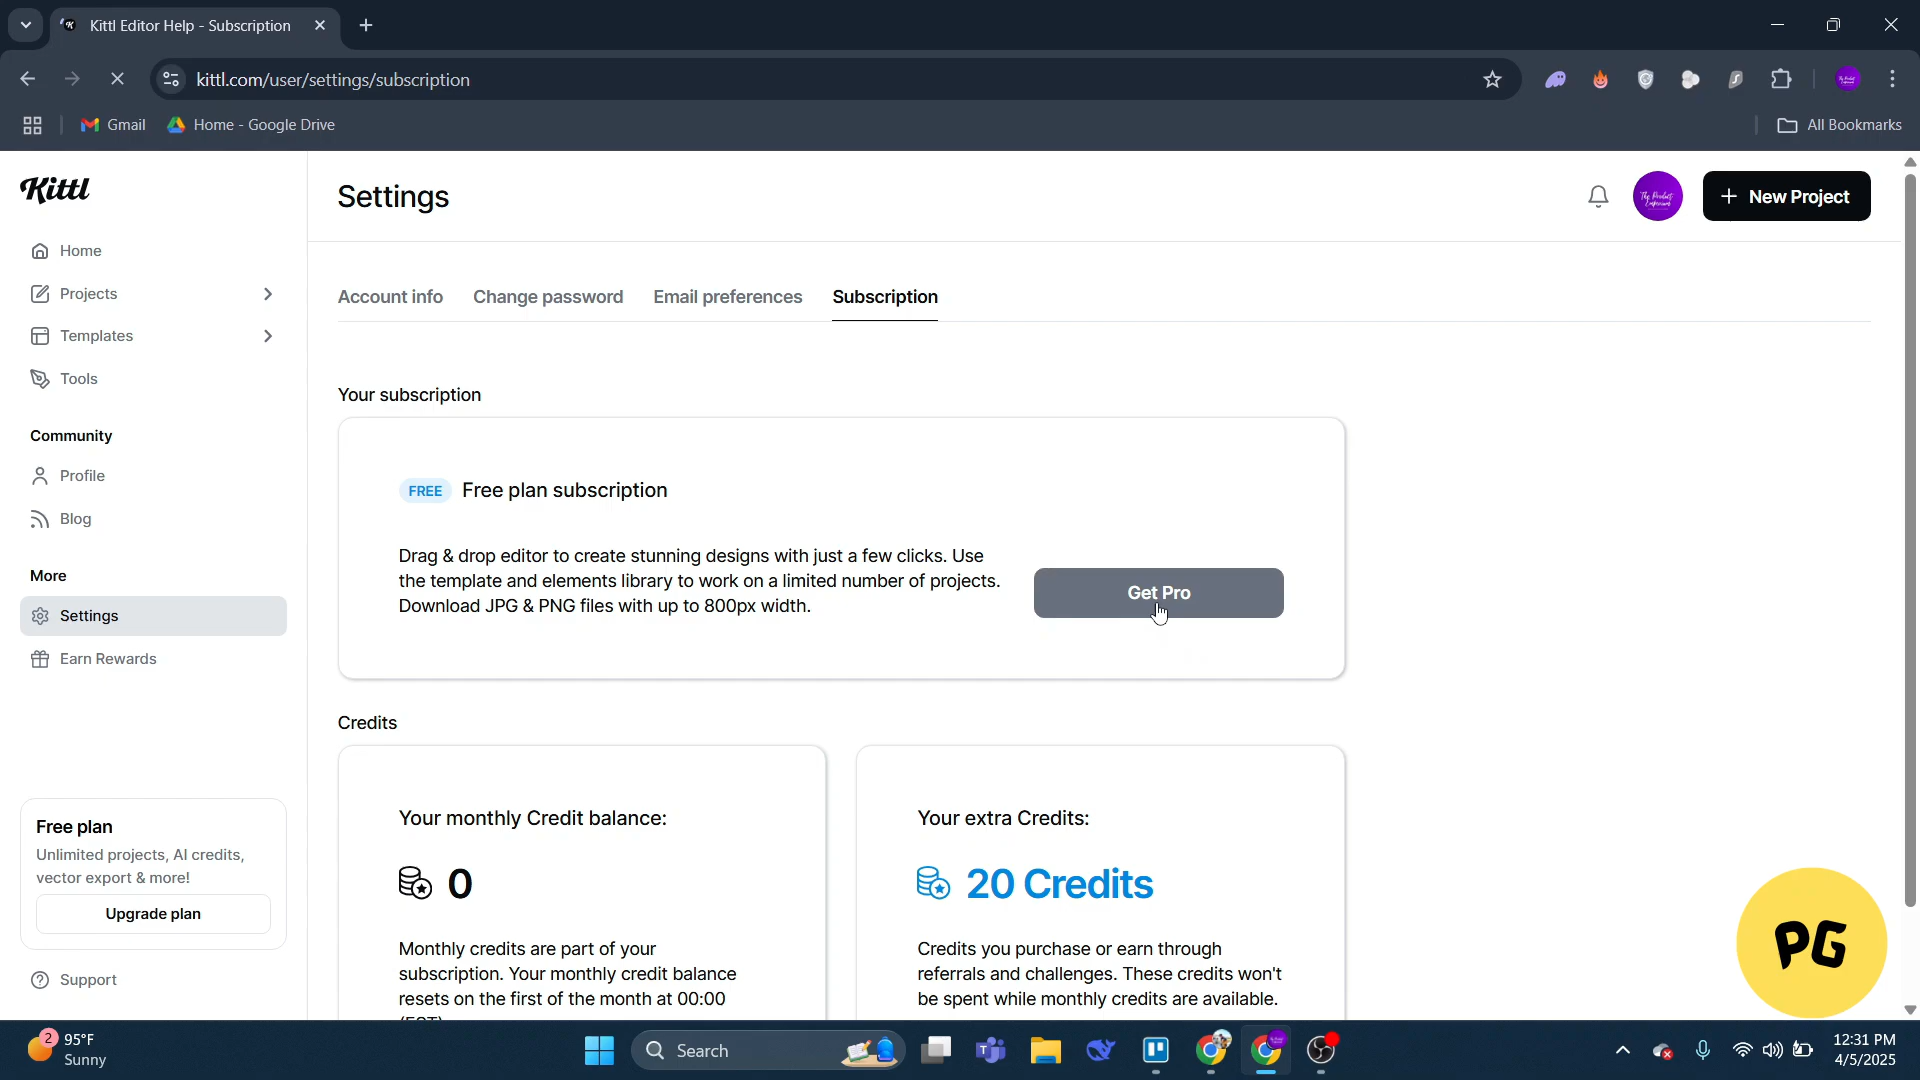 Kittl Editor Help - Subscription
kittl.com/user/settings/subscription
Gmail
Home - Google Drive
All Bookmarks
Kittl
Settings
New Project
Home
Projects
Templates
Tools
Community
Profile
Blog
More
Settings
Earn Rewards
Free plan
Unlimited projects, AI credits,
vector export & more!
Upgrade plan
Support
Account info
Change password
Email preferences
Subscription
Your subscription
FREE Free plan subscription
Drag & drop editor to create stunning designs with just a few clicks. Use
the template and elements library to work on a limited number of projects.
Download JPG & PNG files with up to 800px width.
Get Pro
Credits
Your monthly Credit balance:
0
Monthly credits are part of your
subscription. Your monthly credit balance
resets on the first of the month at 00:00
(EST)
Your extra Credits:
20 Credits
Credits you purchase or earn through
referrals and challenges. These credits won't
be spent while monthly credits are available.
PG
2
95°F
Sunny
Search
12:31 PM
4/5/2025